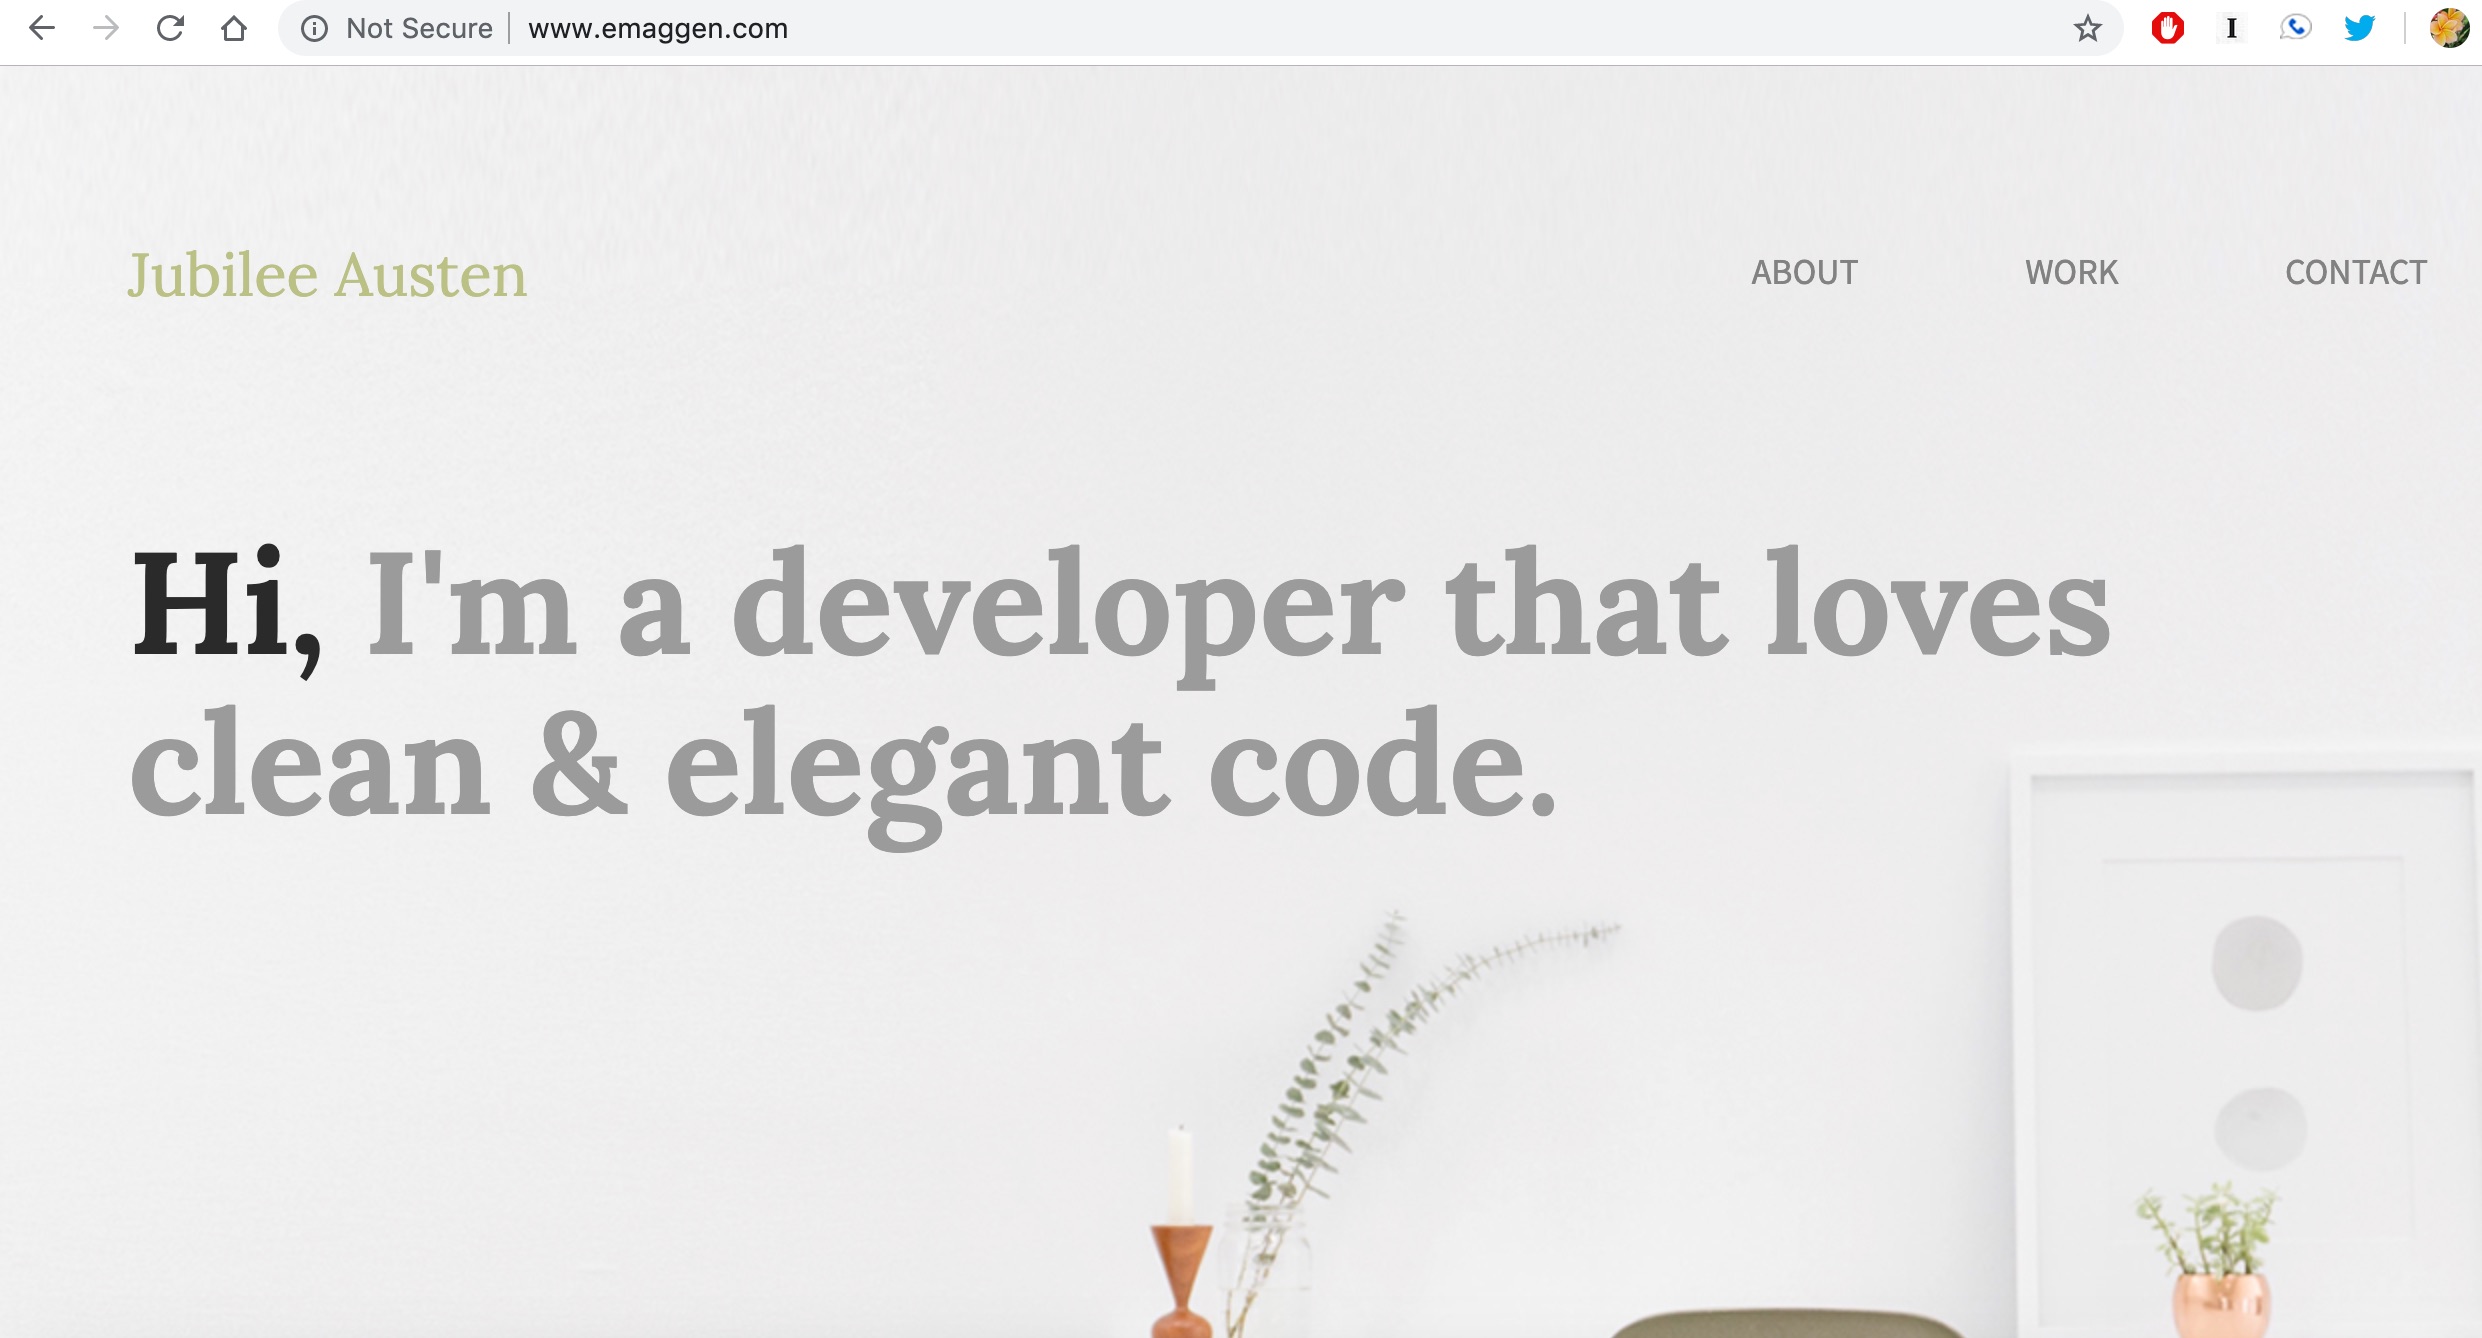 Not Secure | www.emaggen.com
I
Jubilee Austen
ABOUT WORK CONTACT
Hi, I'm a developer that loves
clean & elegant code.